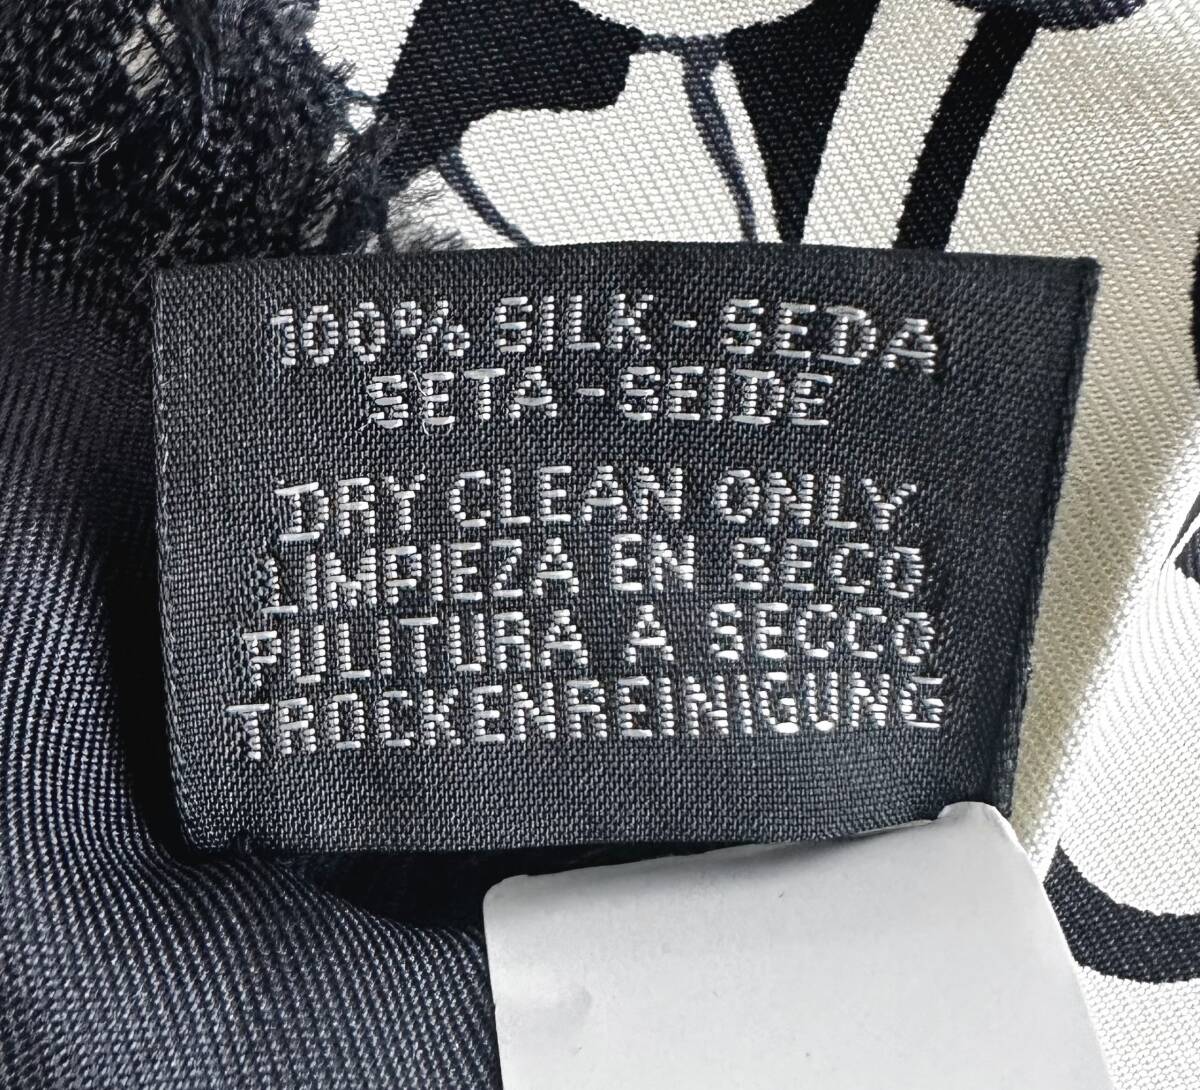 100% SILK - SEDA
SETA - SEIDE
DRY CLEAN ONLY
LIMPIEZA EN SECO
PULITURA A SECCO
TROCKENREINIGUNG